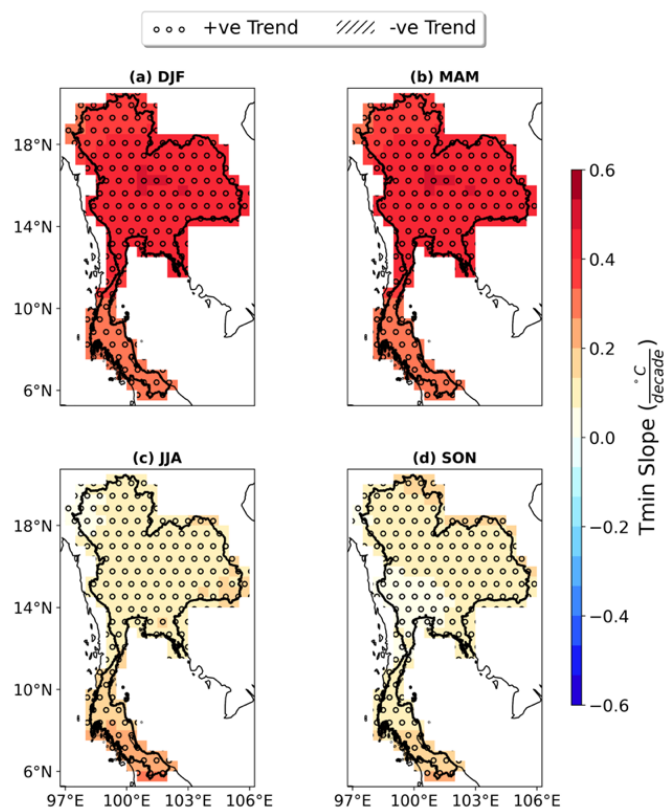 +ve Trend -ve Trend
(a) DJF (b) MAM
18°N
14°N
10°N
6°N
(c) JJA (d) SON
18°N
14°N
10°N
6°N
97°E 100°E 103°E 106°E 97°E 100°E 103°E 106°E
0.6
0.4
0.2
0.0
−0.2
−0.4
−0.6
Tmin Slope (°C/decade)